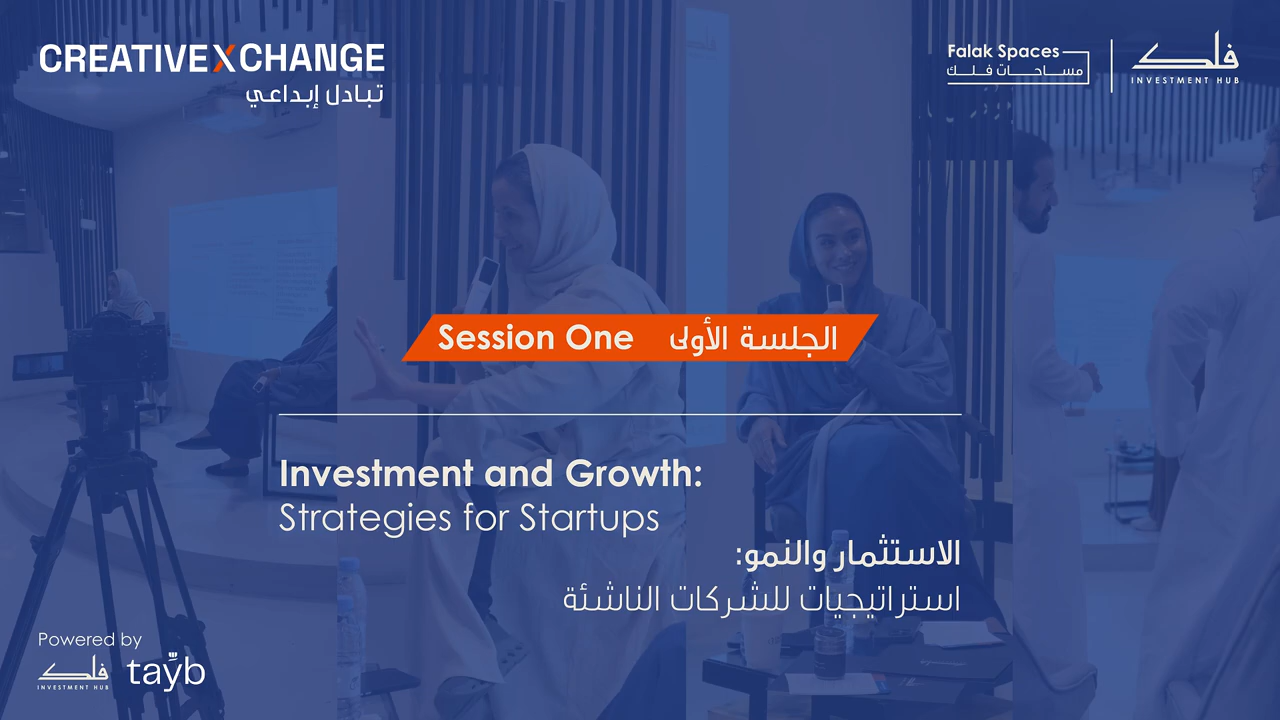 CREATIVEXCHANGE
تبادل إبداعي
Falak Spaces
مساحات فلك
فلك
INVESTMENT HUB
Session One الجلسة الأولى
Investment and Growth:
Strategies for Startups
الاستثمار والنمو:
استراتيجيات للشركات الناشئة
Powered by
فلك
INVESTMENT HUB
tayb